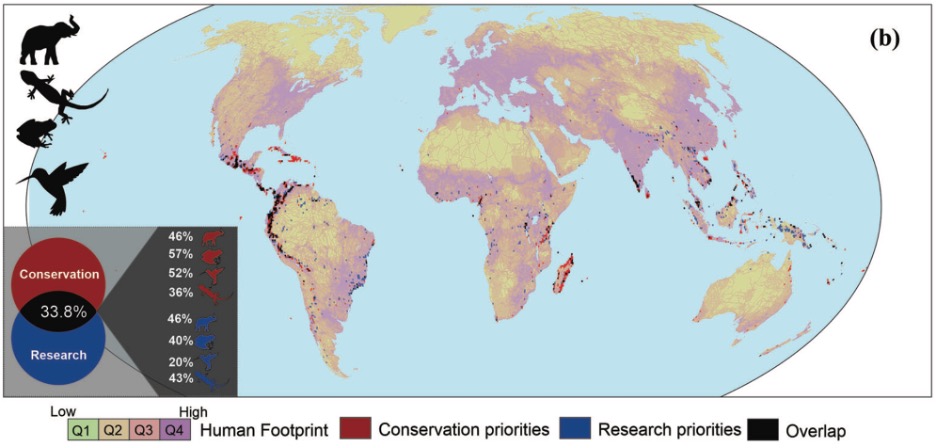 (b)
Conservation
33.8%
Research
46%
57%
52%
36%
46%
40%
20%
43%
Low High
Q1 Q2 Q3 Q4 Human Footprint Conservation priorities Research priorities Overlap